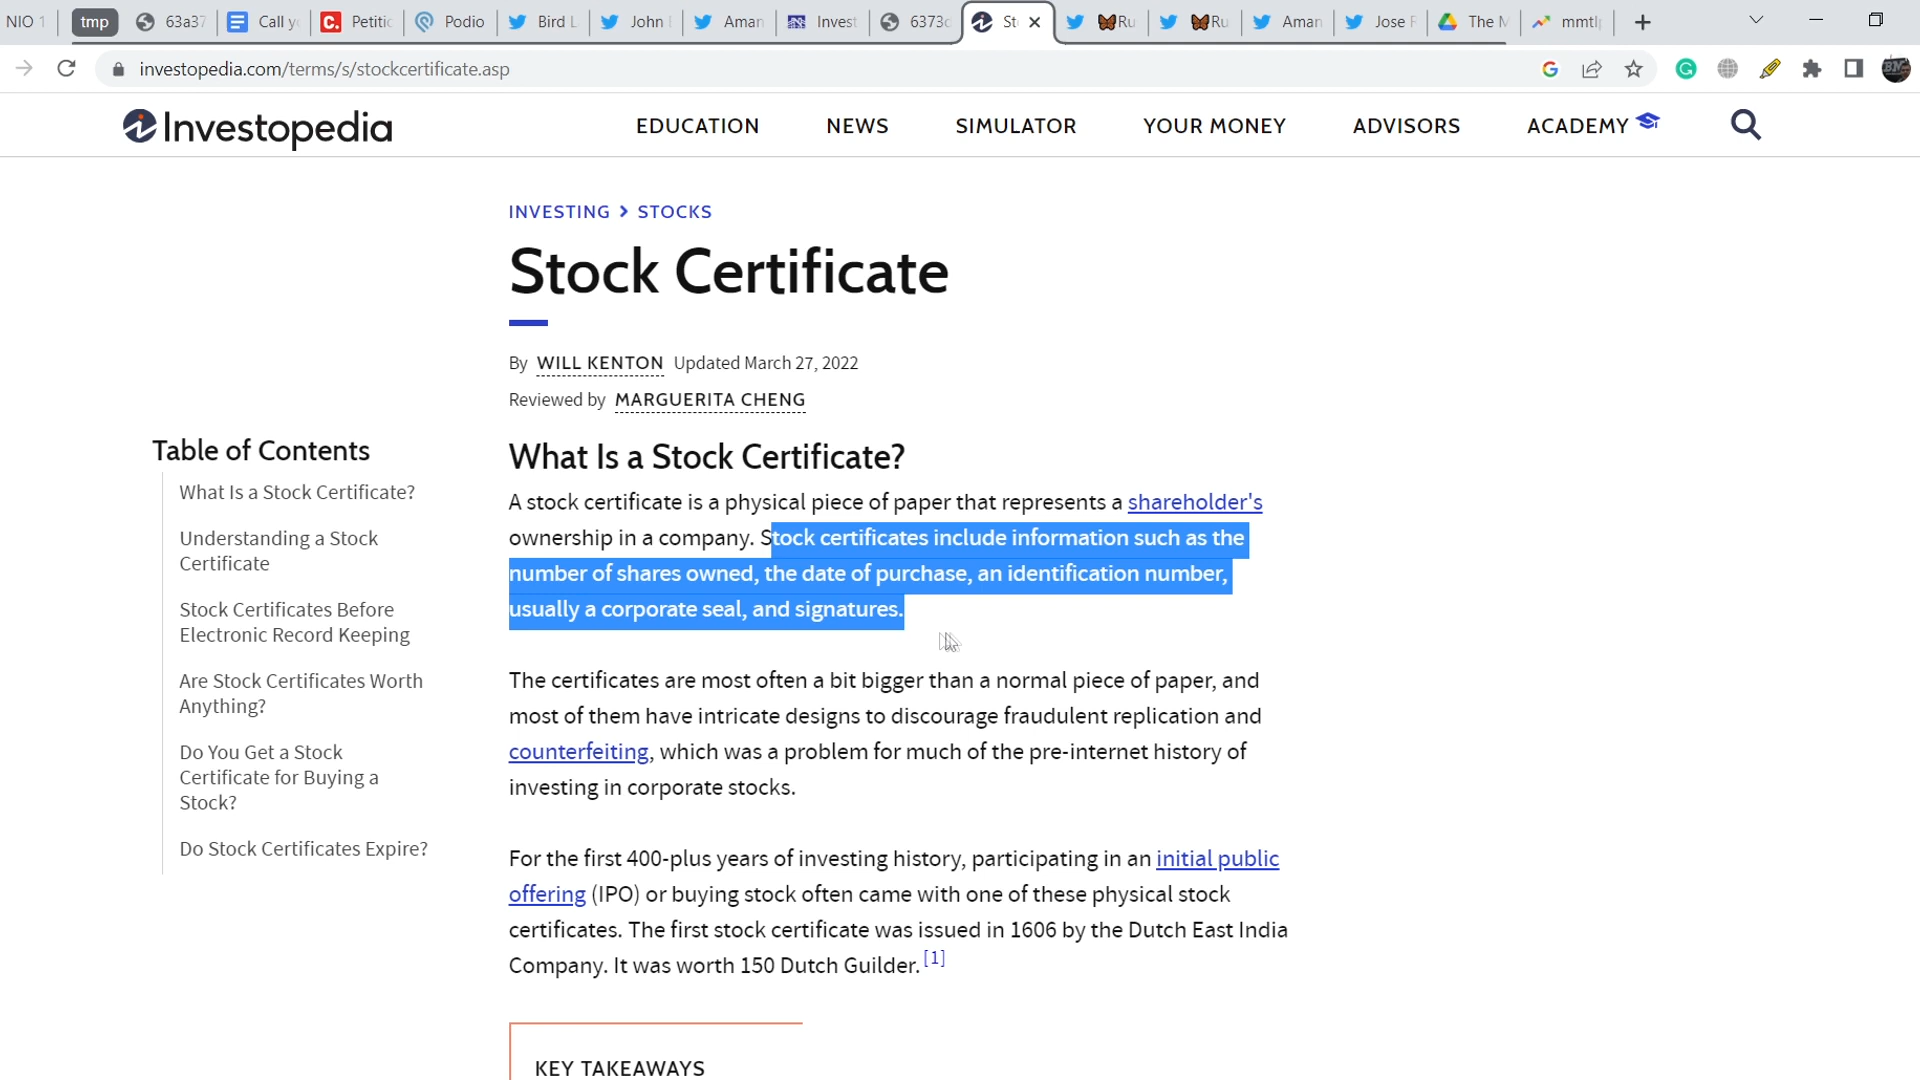 NIO 1
tmp
63a37
Call y
Petitic
Podio
Bird L
John
Aman
Invest
6373c
St
Ru
Ru
Aman
Jose F
The M
mmtlp
investopedia.com/terms/s/stockcertificate.asp
Investopedia
EDUCATION
NEWS
SIMULATOR
YOUR MONEY
ADVISORS
ACADEMY
INVESTING > STOCKS
Stock Certificate
By WILL KENTON Updated March 27, 2022
Reviewed by MARGUERITA CHENG
Table of Contents
What Is a Stock Certificate?
Understanding a Stock
Certificate
Stock Certificates Before
Electronic Record Keeping
Are Stock Certificates Worth
Anything?
Do You Get a Stock
Certificate for Buying a
Stock?
Do Stock Certificates Expire?
What Is a Stock Certificate?
A stock certificate is a physical piece of paper that represents a shareholder's
ownership in a company. Stock certificates include information such as the
number of shares owned, the date of purchase, an identification number,
usually a corporate seal, and signatures.
The certificates are most often a bit bigger than a normal piece of paper, and
most of them have intricate designs to discourage fraudulent replication and
counterfeiting, which was a problem for much of the pre-internet history of
investing in corporate stocks.
For the first 400-plus years of investing history, participating in an initial public
offering (IPO) or buying stock often came with one of these physical stock
certificates. The first stock certificate was issued in 1606 by the Dutch East India
Company. It was worth 150 Dutch Guilder. [1]
KEY TAKEAWAYS